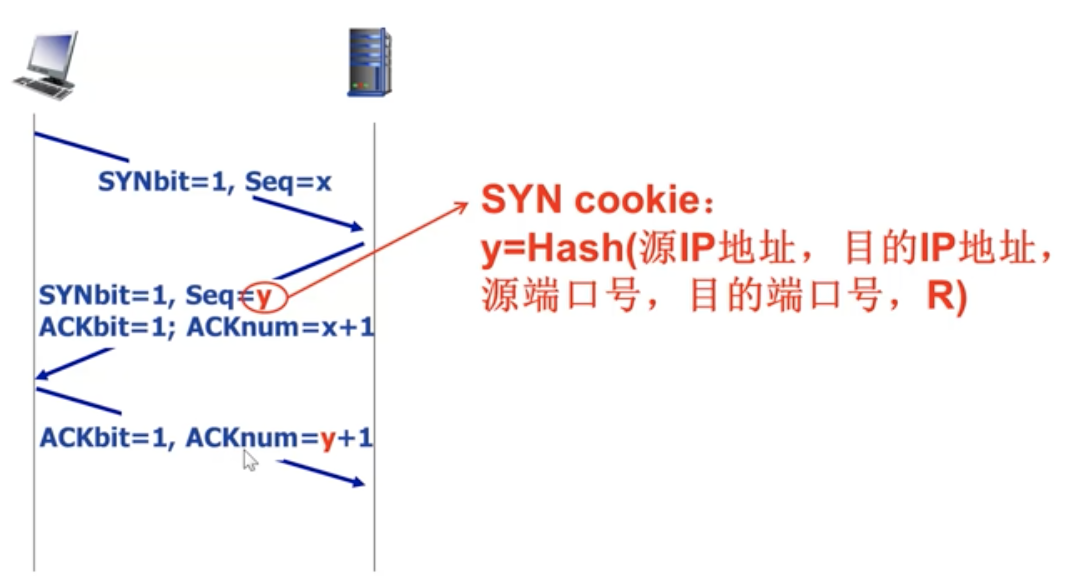 SYNbit=1, Seq=x
SYN cookie：
y=Hash(源IP地址，目的IP地址，
源端口号，目的端口号，R)
SYNbit=1, Seq=y
ACKbit=1; ACKnum=x+1
ACKbit=1, ACKnum=y+1